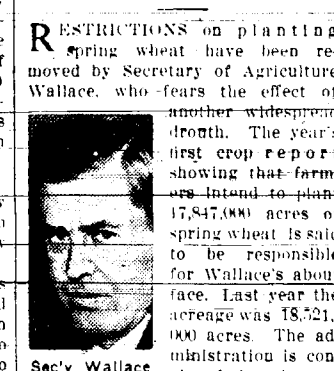 RESTRICTIONS on planting
spring wheat have been re-
moved by Secretary of Agriculture
Wallace, who fears the effect of
another widespread
drouth. The year's
first crop report
showing that farm-
ers intend to plant
17,847,000 acres of
spring wheat is said
to be responsible
for Wallace's about
face. Last year the
acreage was 18,521,
000 acres. The ad-
ministration is con-
Sec'y Wallace